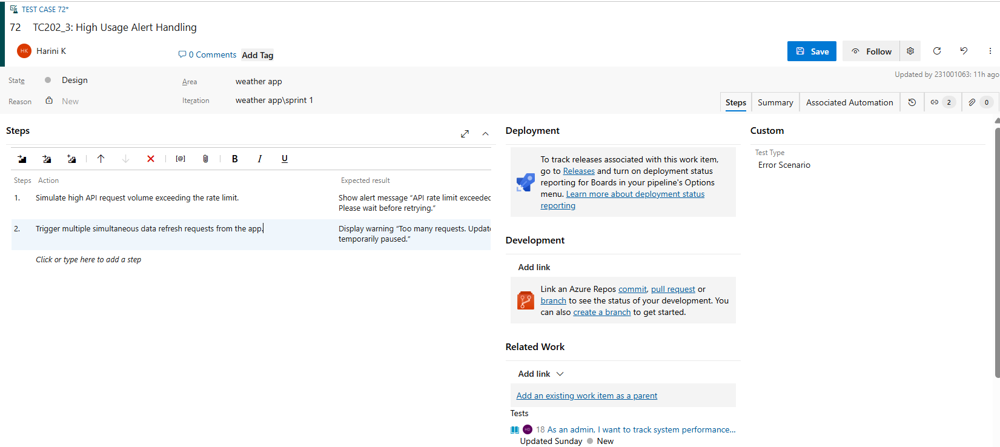 TEST CASE 72*
72 TC202_3: High Usage Alert Handling
HK Harini K
0 Comments Add Tag
Save Follow
State Design
Area weather app
Updated by 231001063: 11h ago
Reason New
Iteration weather app\sprint 1
Steps Summary Associated Automation 2 0
Steps
[@] B I U
Steps Action Expected result
1. Simulate high API request volume exceeding the rate limit.
Show alert message “API rate limit exceeded
Please wait before retrying.”
2. Trigger multiple simultaneous data refresh requests from the app.
Display warning “Too many requests. Update
temporarily paused.”
Click or type here to add a step
Deployment
To track releases associated with this work item,
go to Releases and turn on deployment status
reporting for Boards in your pipeline's Options
menu. Learn more about deployment status
reporting
Development
Add link
Link an Azure Repos commit, pull request or
branch to see the status of your development. You
can also create a branch to get started.
Related Work
Add link
Add an existing work item as a parent
Tests
18 As an admin, I want to track system performance...
Updated Sunday New
Custom
Test Type
Error Scenario